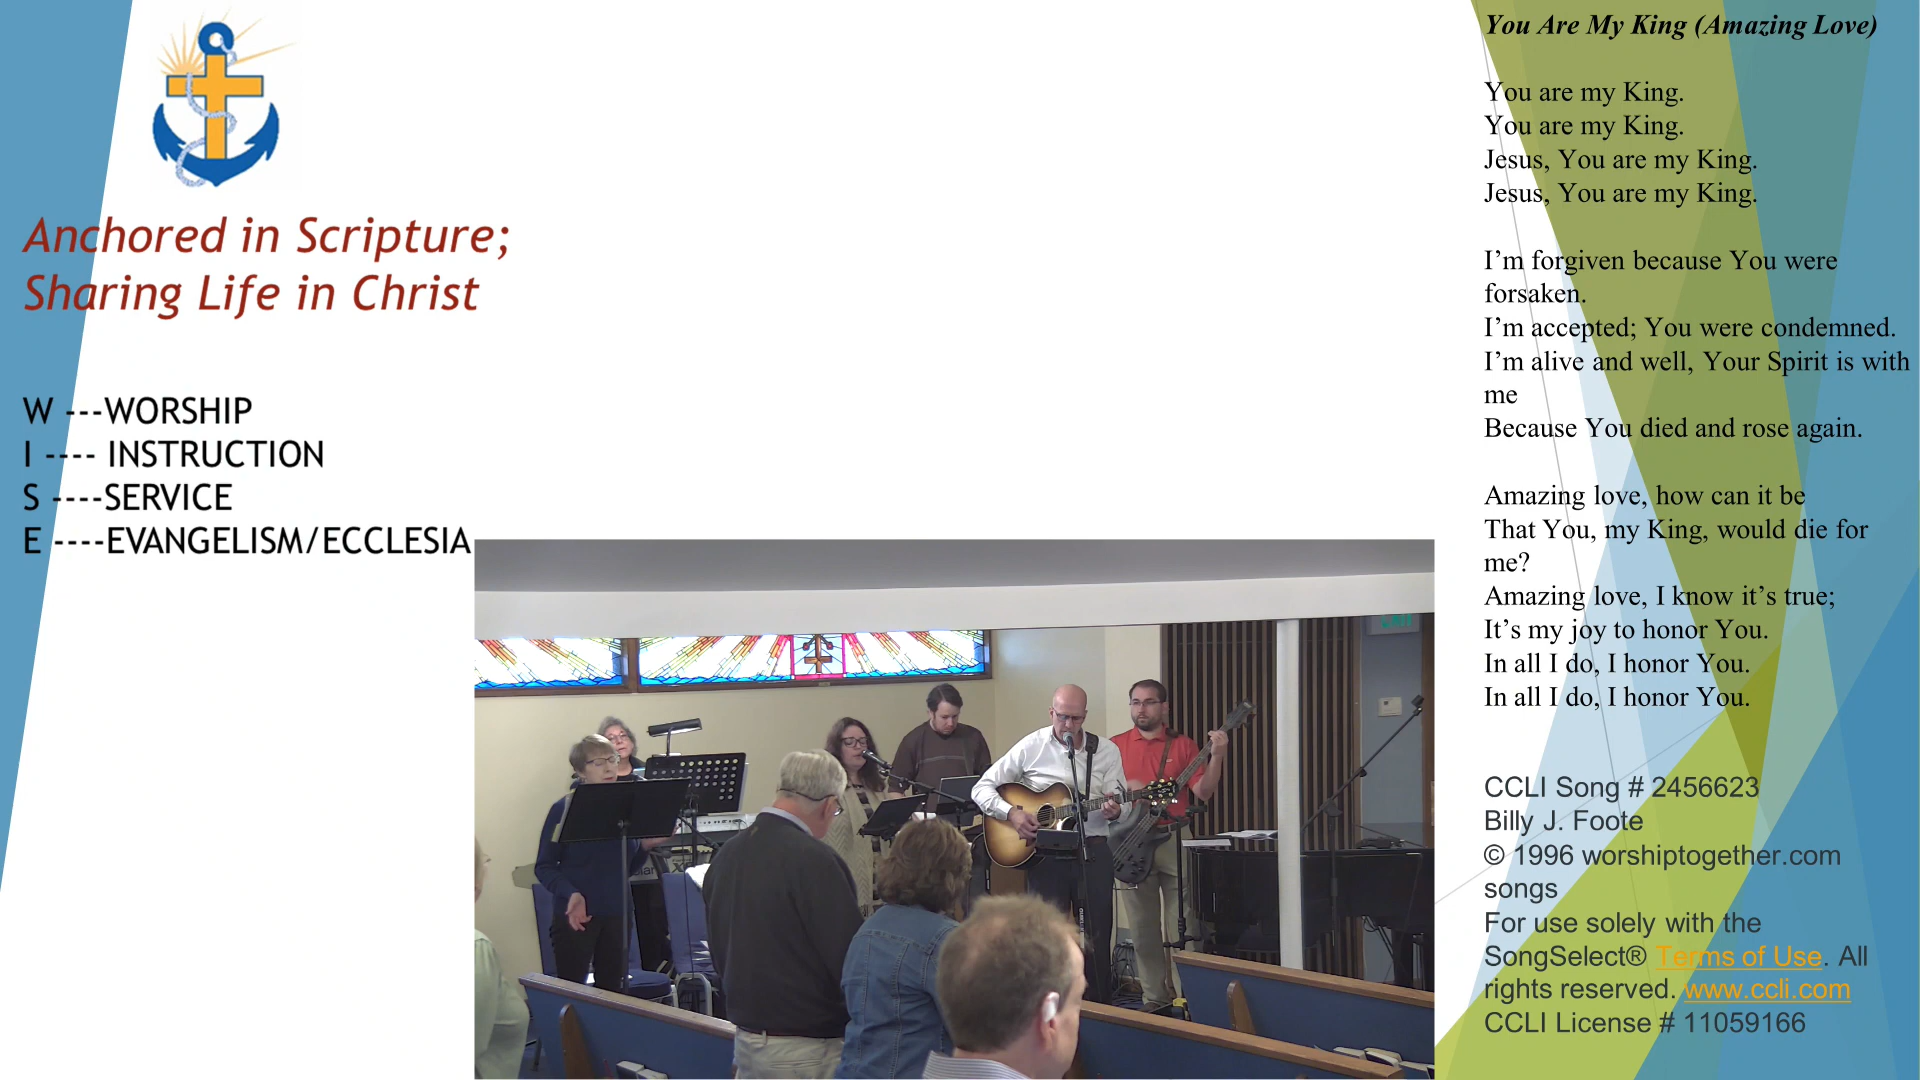 Anchored in Scripture;
Sharing Life in Christ
W ---WORSHIP
I ---- INSTRUCTION
S ----SERVICE
E ----EVANGELISM/ECCLESIA
You Are My King (Amazing Love)
You are my King.
You are my King.
Jesus, You are my King.
Jesus, You are my King.
I’m forgiven because You were
forsaken.
I’m accepted; You were condemned.
I’m alive and well, Your Spirit is with
me
Because You died and rose again.
Amazing love, how can it be
That You, my King, would die for
me?
Amazing love, I know it’s true;
It’s my joy to honor You.
In all I do, I honor You.
In all I do, I honor You.
CCLI Song # 2456623
Billy J. Foote
© 1996 worshiptogether.com
songs
For use solely with the
SongSelect® Terms of Use. All
rights reserved. www.ccli.com
CCLI License # 11059166
EXIT